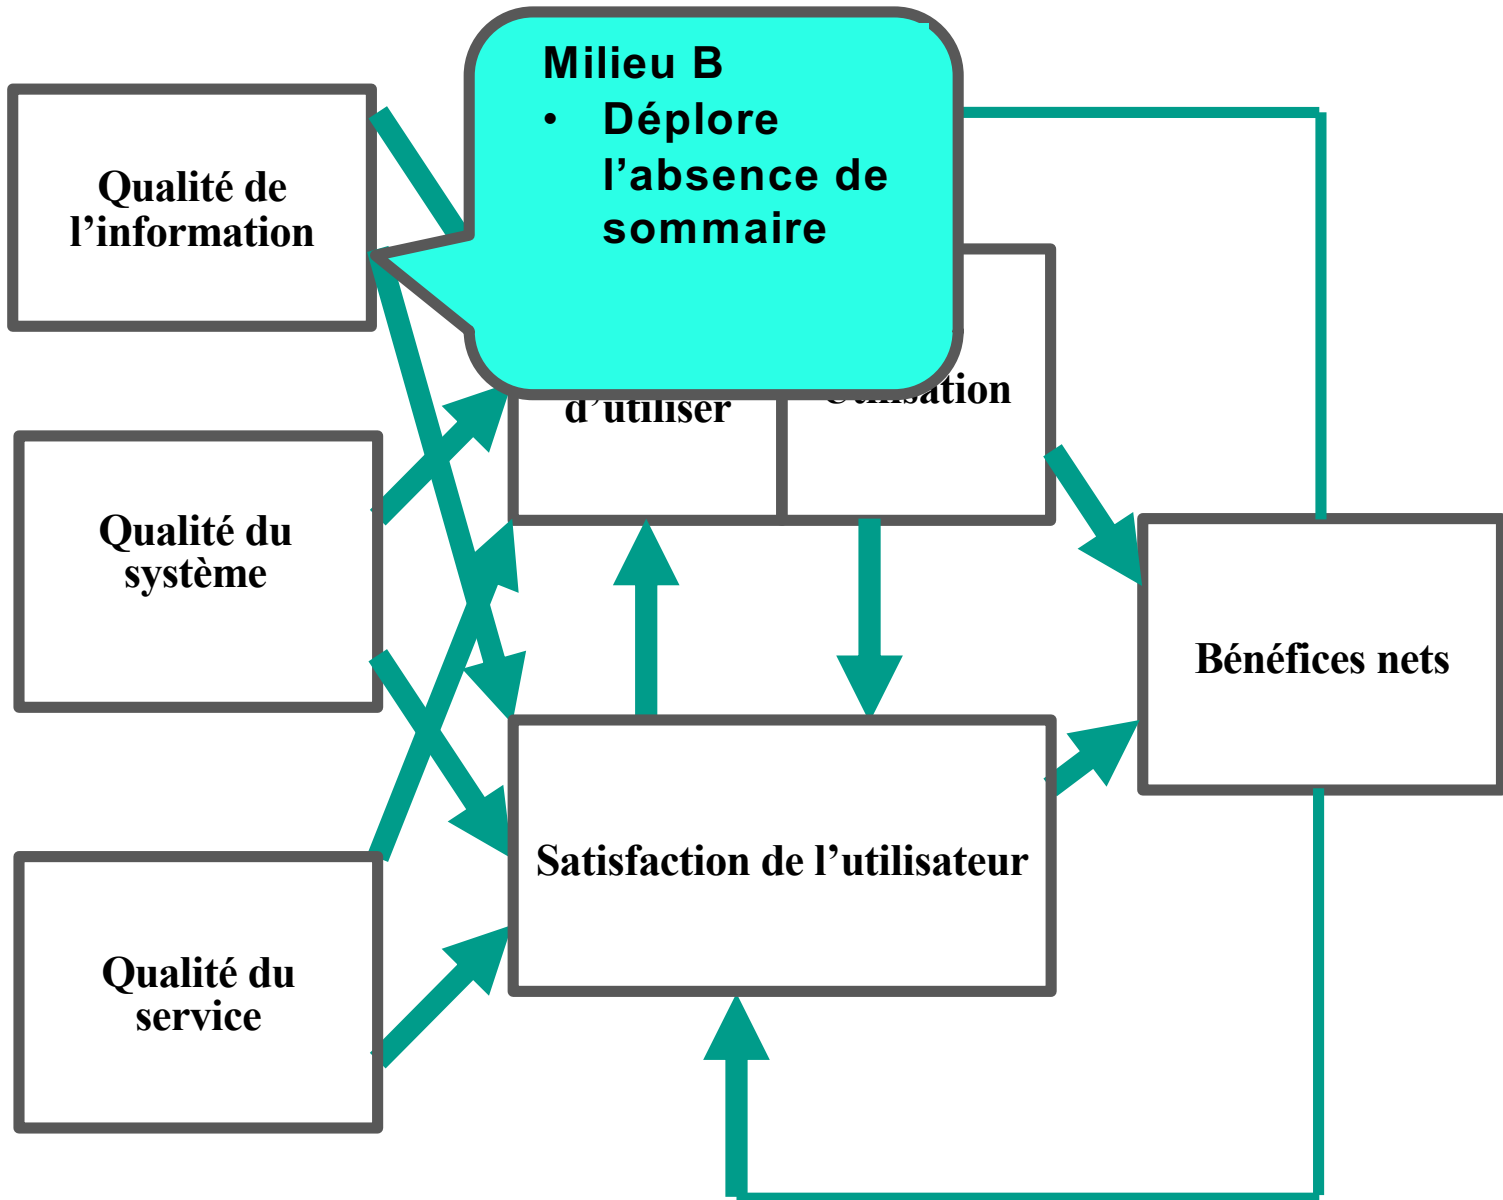 Milieu B
• Déplore
l’absence de
sommaire
Qualité de
l’information
d’utiliser
Qualité du
système
Bénéfices nets
Satisfaction de l’utilisateur
Qualité du
service